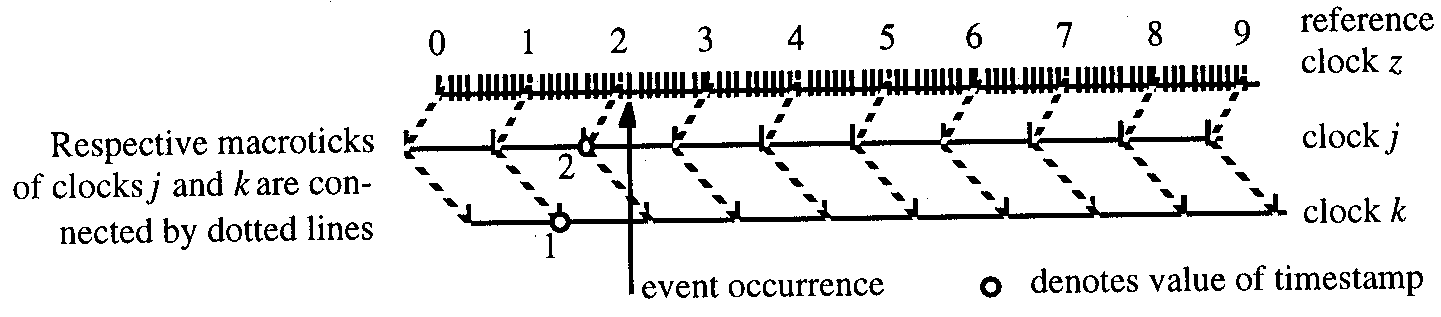 0 1 2 3 4 5 6 7 8 9
reference
clock z
Respective macroticks
of clocks j and k are con-
nected by dotted lines
clock j
2
clock k
1
event occurrence
denotes value of timestamp